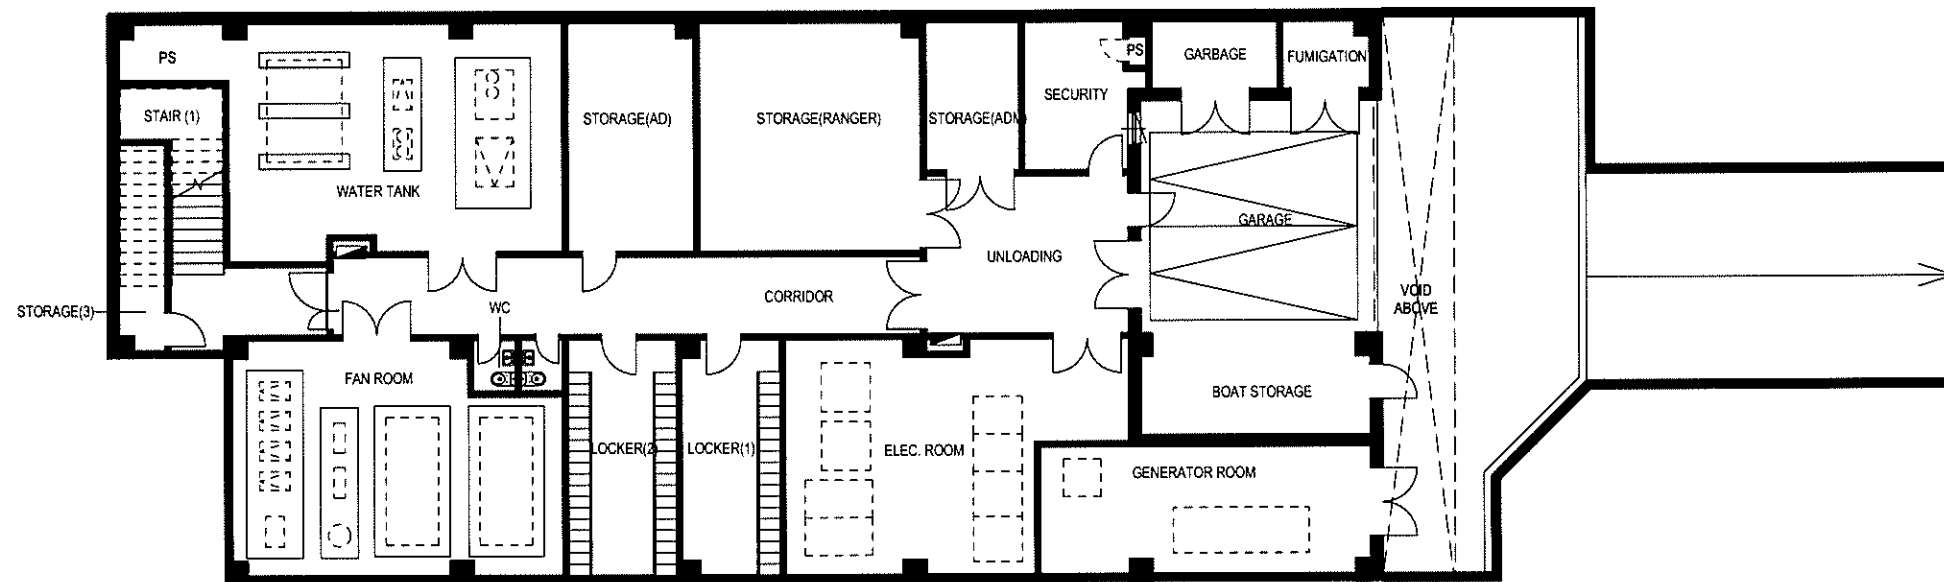 PS
STAIR (1)
WATER TANK
STORAGE(AD)
STORAGE(RANGER)
STORAGE(ADM)
SECURITY
PS
GARBAGE
FUMIGATION
GARAGE
UNLOADING
CORRIDOR
VOID
ABOVE
STORAGE(3)
WC
FAN ROOM
BOAT STORAGE
LOCKER(2)
LOCKER(1)
ELEC. ROOM
GENERATOR ROOM